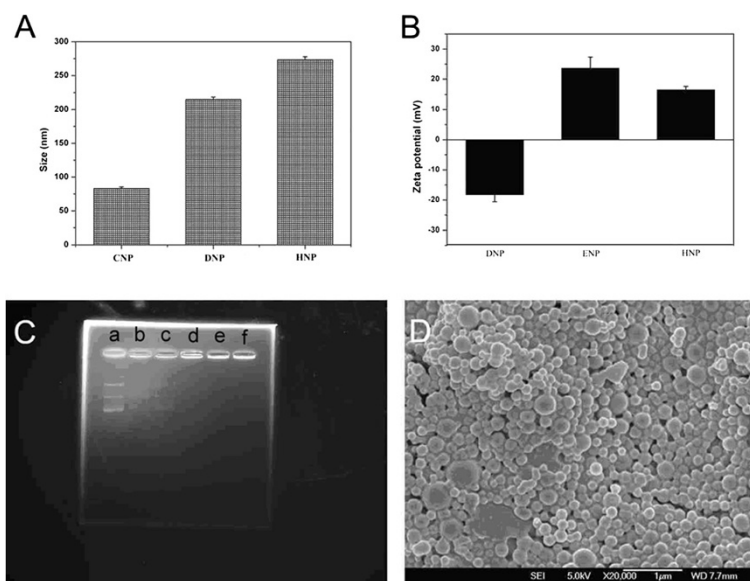 A
300
250
200
150
100
50
0
Size (nm)
CNP DNP HNP
B
30
20
10
0
-10
-20
-30
Zeta potential (mV)
DNP ENP HNP
C
a b c d e f
D
SEI 5.0kV X20,000 1μm WD 7.7mm